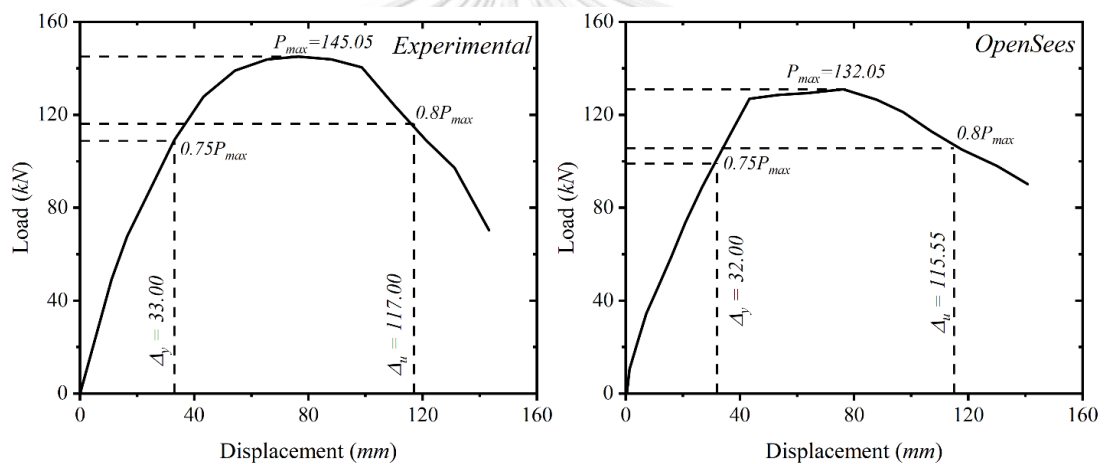 160
120
80
40
0
0
40
80
120
160
Load (kN)
Displacement (mm)
Experimental
P_max=145.05
0.8P_max
0.75P_max
Δ_y = 33.00
Δ_u = 117.00
160
120
80
40
0
0
40
80
120
160
Load (kN)
Displacement (mm)
OpenSees
P_max=132.05
0.8P_max
0.75P_max
Δ_y = 32.00
Δ_u = 115.55